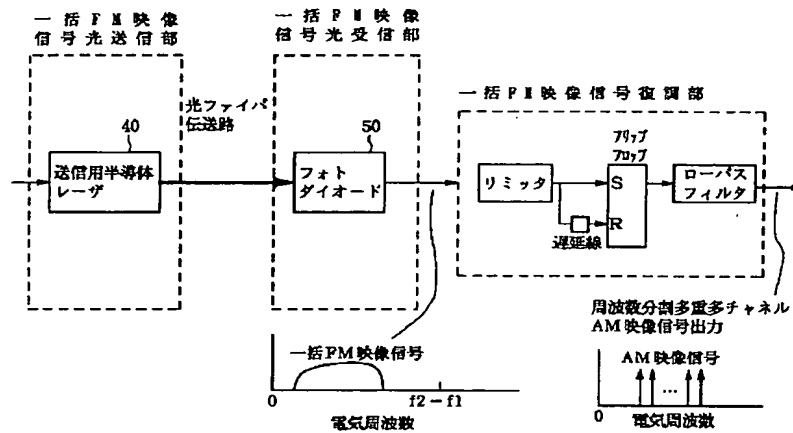 一括FM映像
信号光送信部
一括FM映像
信号光受信部
一括FM映像信号復調部
光ファイバ
伝送路
40
送信用半導体
レーザ
50
フォト
ダイオード
リミッタ
フリップ
フロップ
S
R
遅延線
ローパス
フィルタ
周波数分割多重多チャネル
AM映像信号出力
一括FM映像信号
0
f2−f1
電気周波数
AM映像信号
...
0
電気周波数